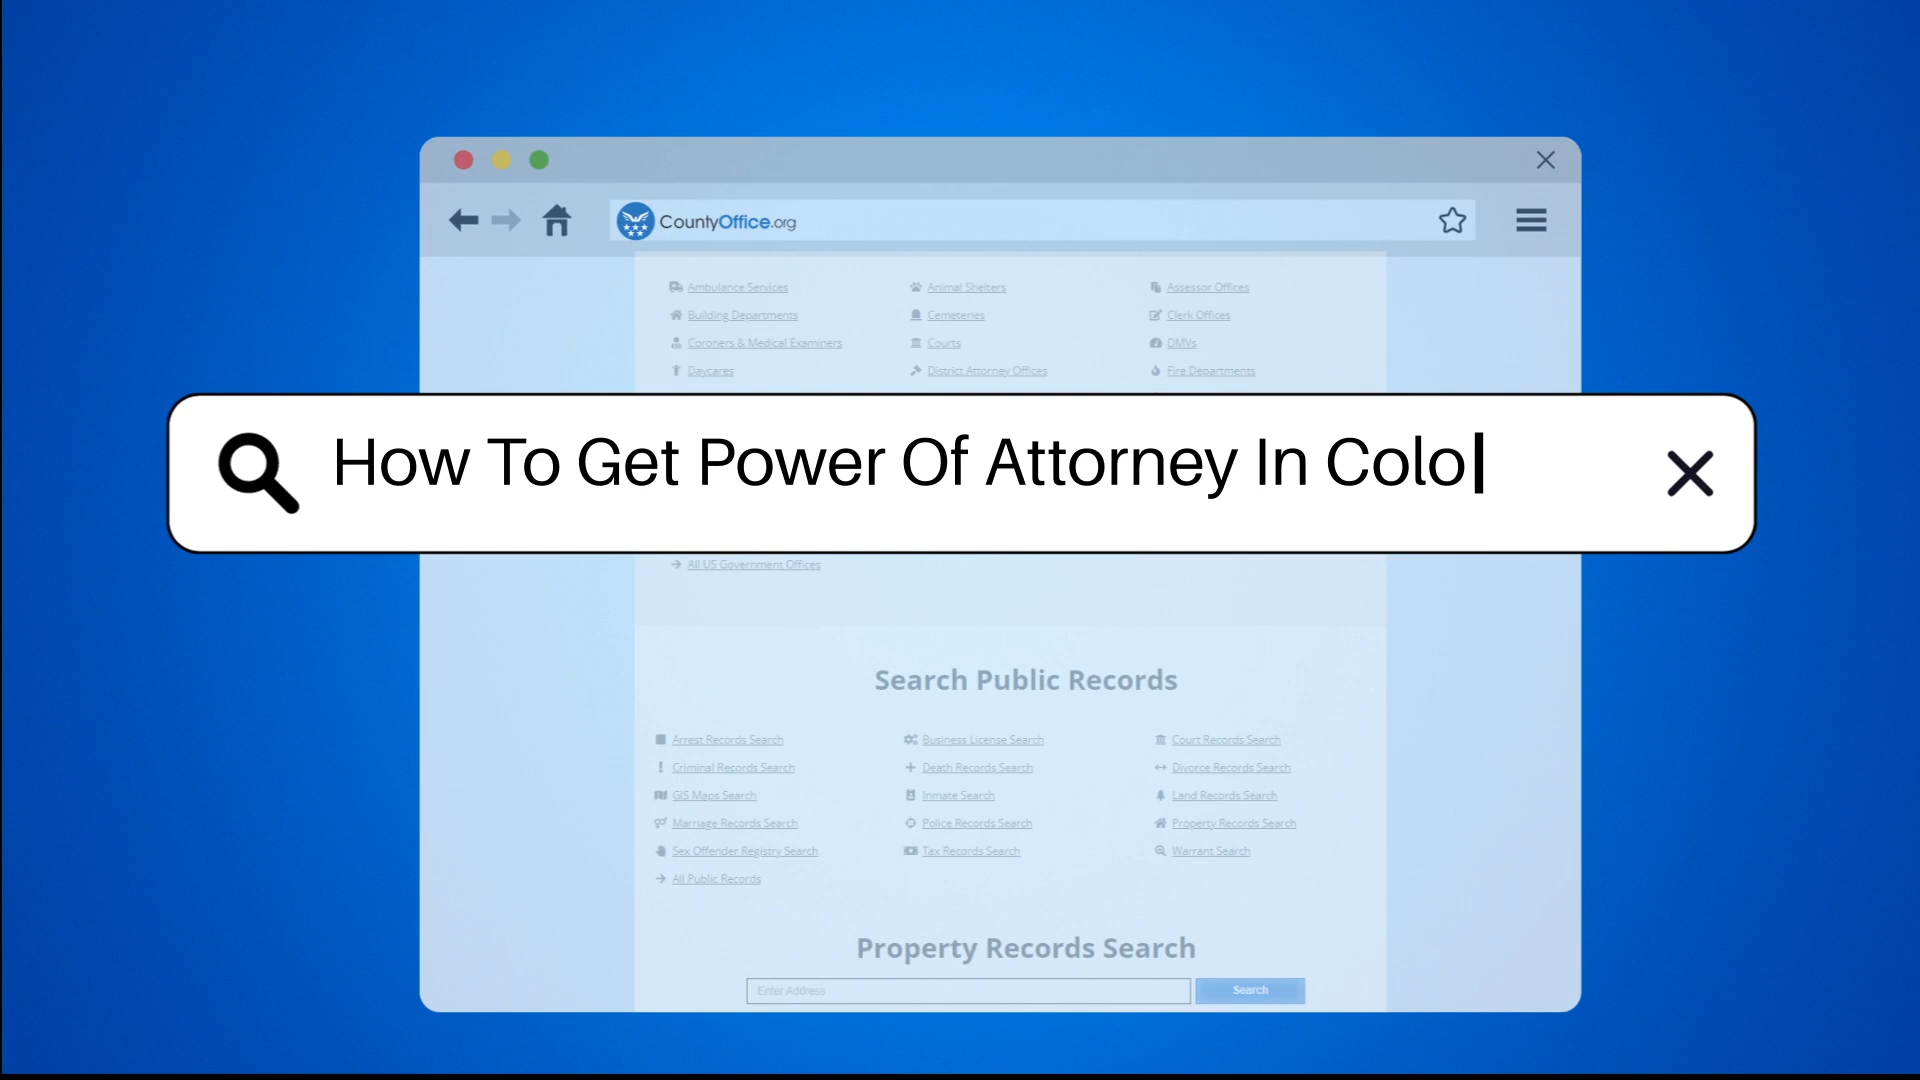 CountyOffice.org
Ambulance Services Animal Shelters Assessor Offices
Building Departments Cemeteries Clerk Offices
Coroners & Medical Examiners Courts DMVs
Daycares District Attorney Offices Fire Departments
How To Get Power Of Attorney In Colo
All US Government Offices
Search Public Records
Arrest Records Search Business License Search Court Records Search
Criminal Records Search Death Records Search Divorce Records Search
GIS Maps Search Inmate Search Land Records Search
Marriage Records Search Police Records Search Property Records Search
Sex Offender Registry Search Tax Records Search Warrant Search
All Public Records
Property Records Search
Enter Address Search